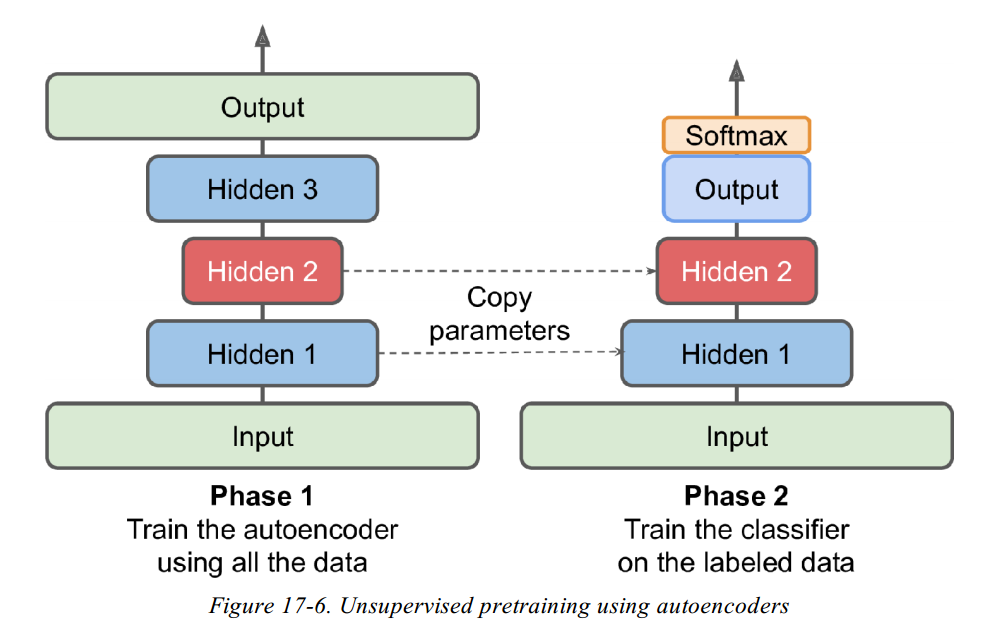 Output
Hidden 3
Hidden 2
Hidden 1
Input
Copy
parameters
Softmax
Output
Hidden 2
Hidden 1
Input
Phase 1
Train the autoencoder
using all the data
Phase 2
Train the classifier
on the labeled data
Figure 17-6. Unsupervised pretraining using autoencoders